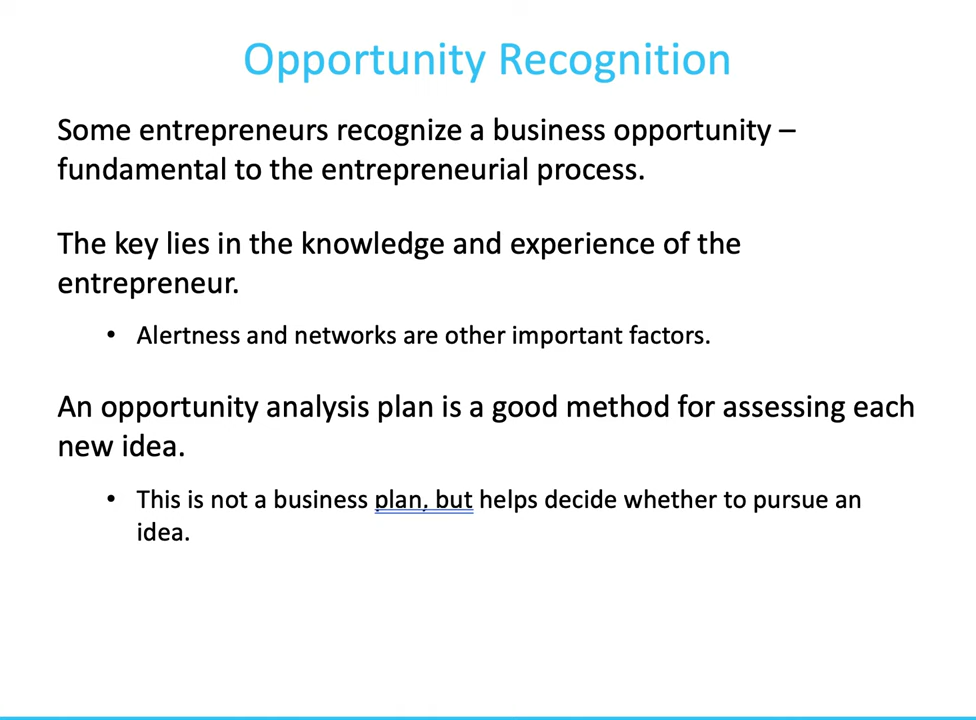 Opportunity Recognition
Some entrepreneurs recognize a business opportunity –
fundamental to the entrepreneurial process.
The key lies in the knowledge and experience of the
entrepreneur.
• Alertness and networks are other important factors.
An opportunity analysis plan is a good method for assessing each
new idea.
• This is not a business plan, but helps decide whether to pursue an
idea.